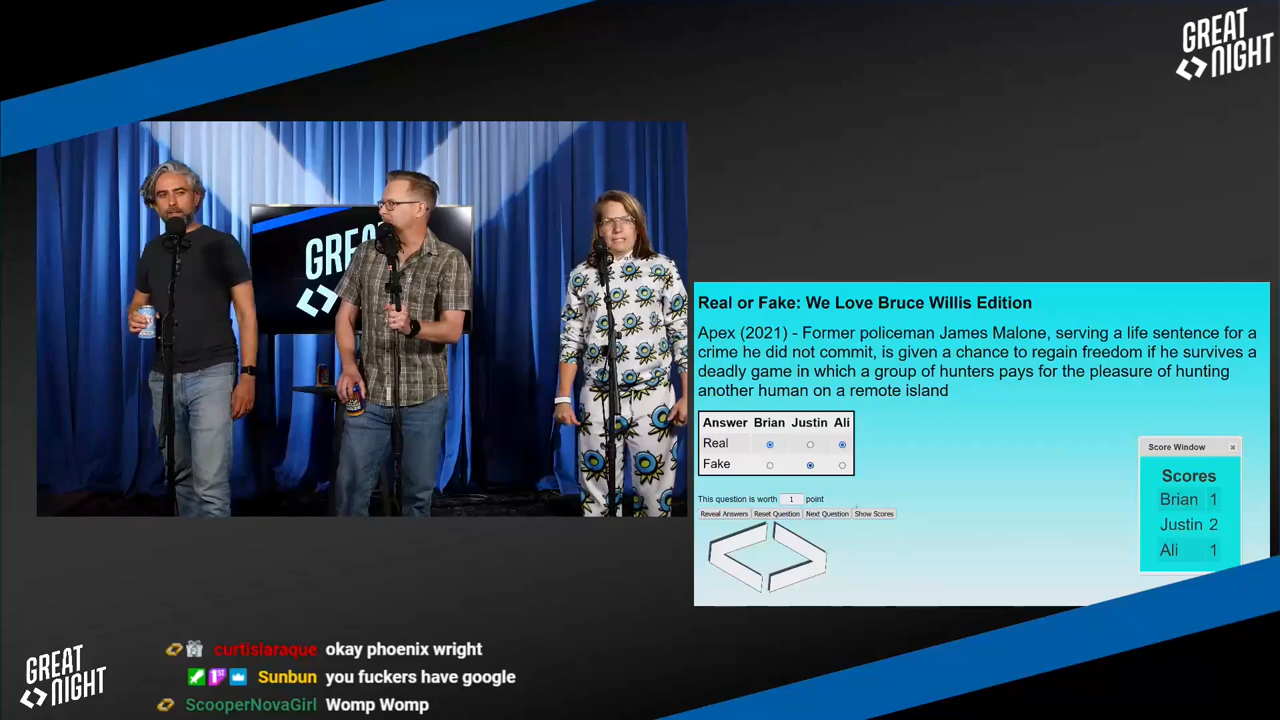 GREAT
NIGHT
GREA
Real or Fake: We Love Bruce Willis Edition
Apex (2021) - Former policeman James Malone, serving a life sentence for a
crime he did not commit, is given a chance to regain freedom if he survives a
deadly game in which a group of hunters pays for the pleasure of hunting
another human on a remote island
Answer Brian Justin Ali
Real
Fake
This question is worth 1 point
Reveal Answers Reset Question Next Question Show Scores
Score Window x
Scores
Brian 1
Justin 2
Ali 1
GREAT
NIGHT
curtislaraque okay phoenix wright
1ST Sunbun you fuckers have google
ScooperNovaGirl Womp Womp